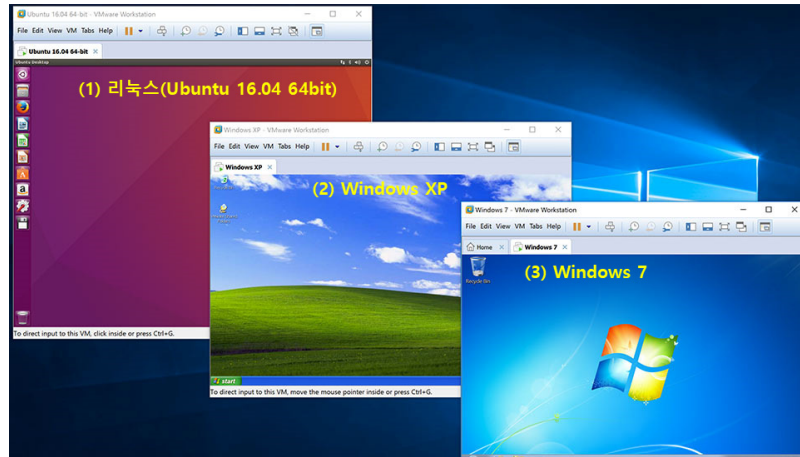 Ubuntu 16.04 64-bit - VMware Workstation
File Edit View VM Tabs Help
Ubuntu 16.04 64-bit
Ubuntu Desktop
(1) 리눅스(Ubuntu 16.04 64bit)
To direct input to this VM, click inside or press Ctrl+G.
Windows XP - VMware Workstation
File Edit View VM Tabs Help
Windows XP
(2) Windows XP
start
To direct input to this VM, move the mouse pointer inside or press Ctrl+G.
Windows 7 - VMware Workstation
File Edit View VM Tabs Help
Home
Windows 7
(3) Windows 7
Recycle Bin